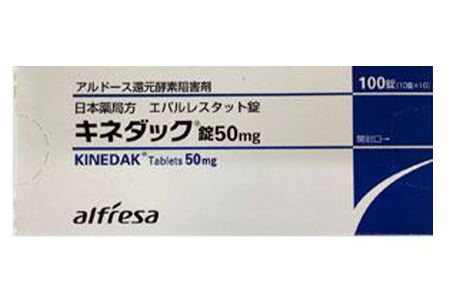 アルドース還元酵素阻害剤
100錠(10錠×10)
日本薬局方 エパルレスタット錠
キネダック®錠50mg
開封口→
KINEDAK® Tablets 50mg
alfresa